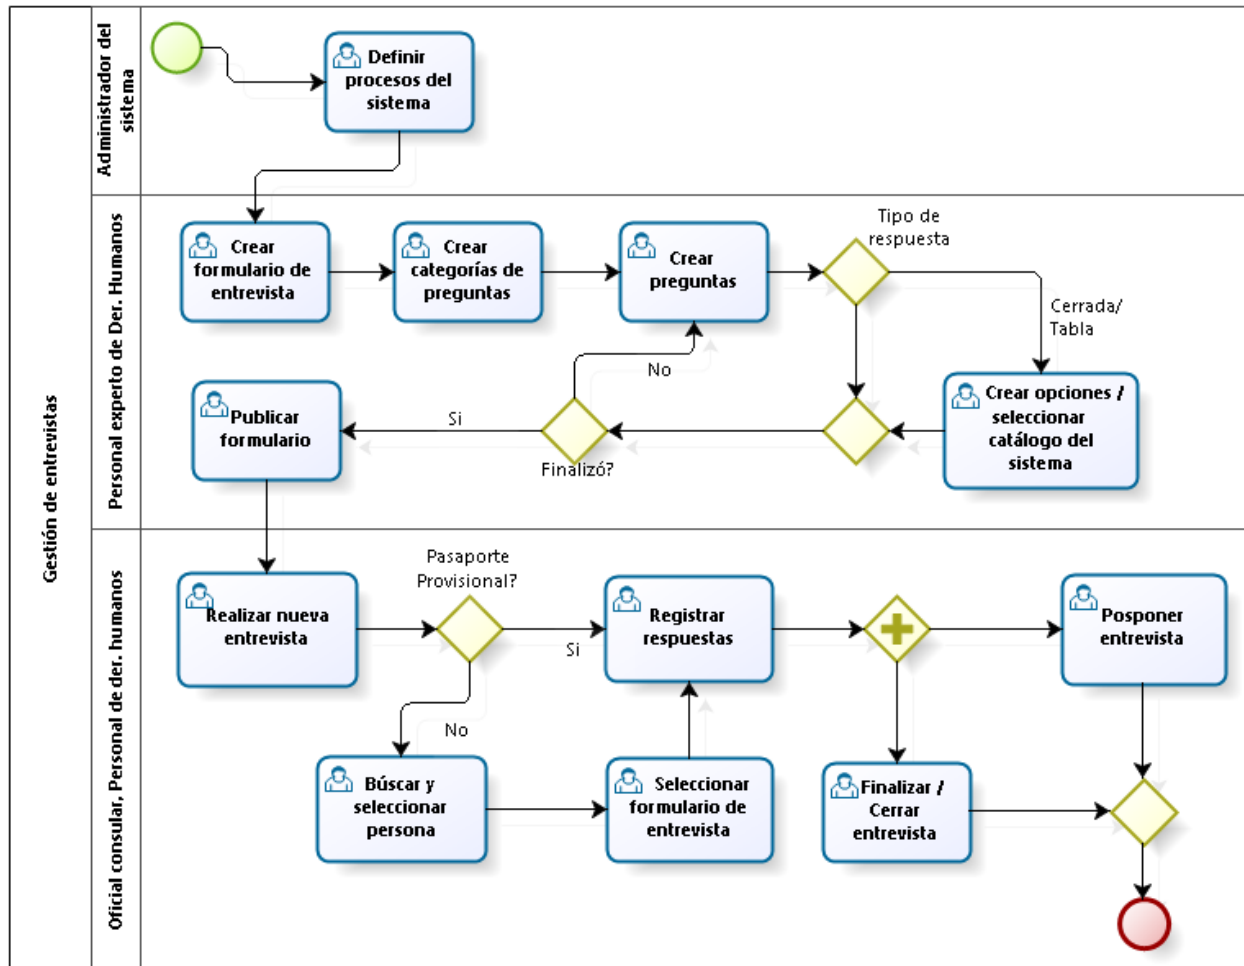 Gestión de entrevistas
Administrador del
sistema
Definir
procesos del
sistema
Personal experto de Der. Humanos
Crear
formulario de
entrevista
Crear
categorías de
preguntas
Crear
preguntas
Tipo de
respuesta
Cerrada/
Tabla
No
Publicar
formulario
Si
Finalizó?
Crear opciones /
seleccionar
catálogo del
sistema
Oficial consular, Personal de der. humanos
Realizar nueva
entrevista
Pasaporte
Provisional?
Si
Registrar
respuestas
Posponer
entrevista
No
Búscar y
seleccionar
persona
Seleccionar
formulario de
entrevista
Finalizar /
Cerrar
entrevista